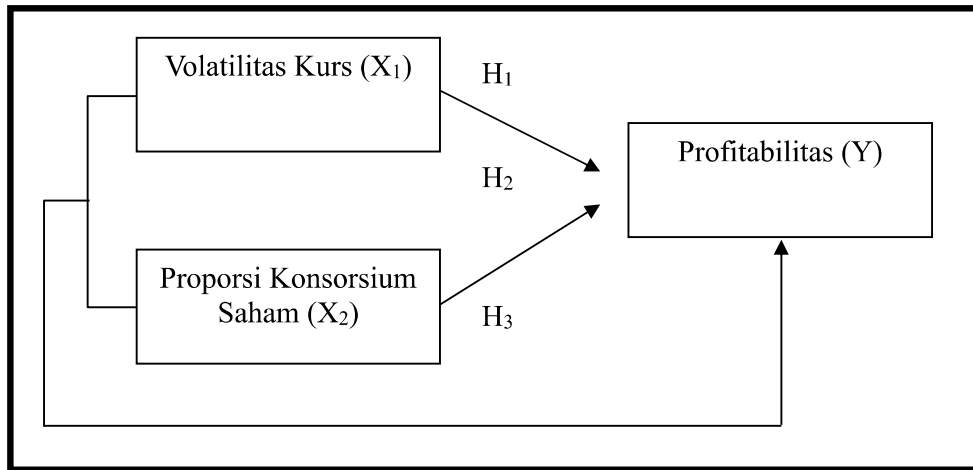 Volatilitas Kurs (X₁)
H₁
Profitabilitas (Y)
H₂
Proporsi Konsorsium
Saham (X₂)
H₃